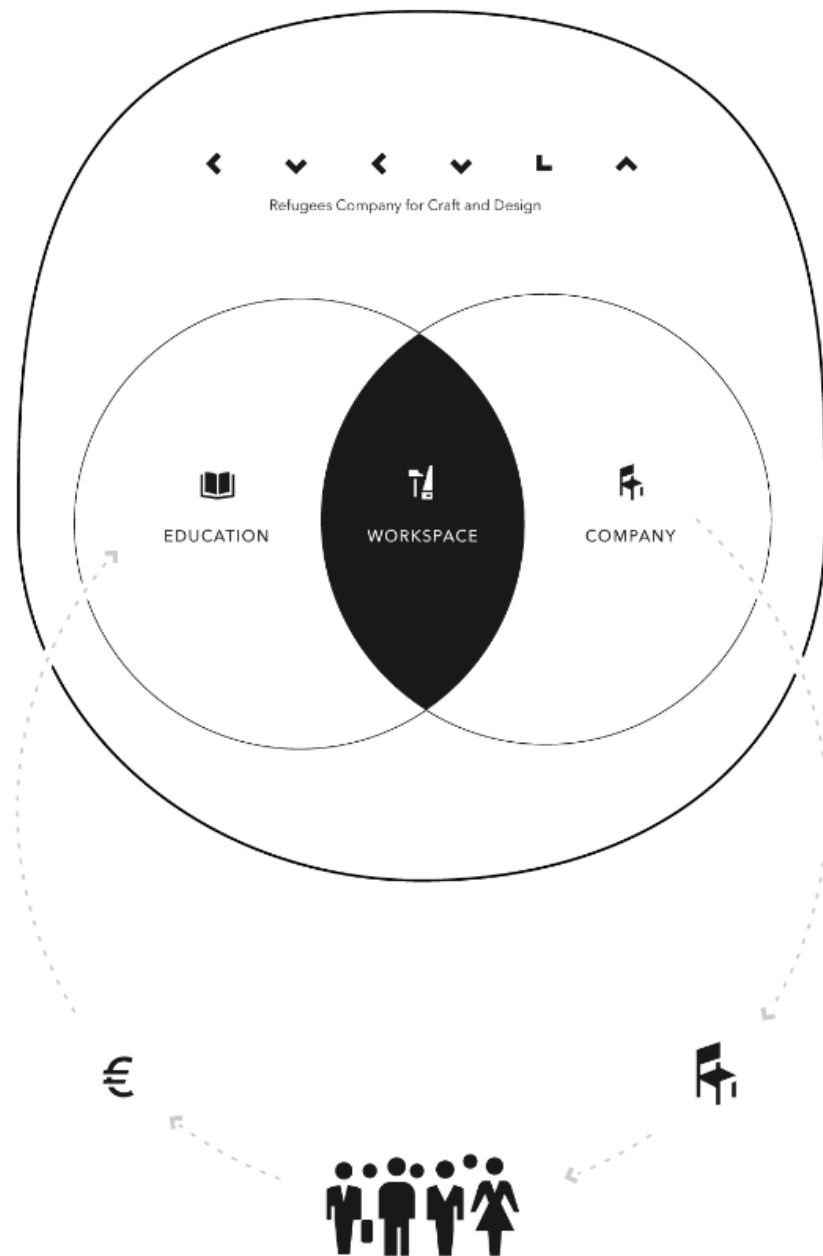 ‹ ⌄ ‹ ⌄ L ⌃
Refugees Company for Craft and Design
EDUCATION
WORKSPACE
COMPANY
€